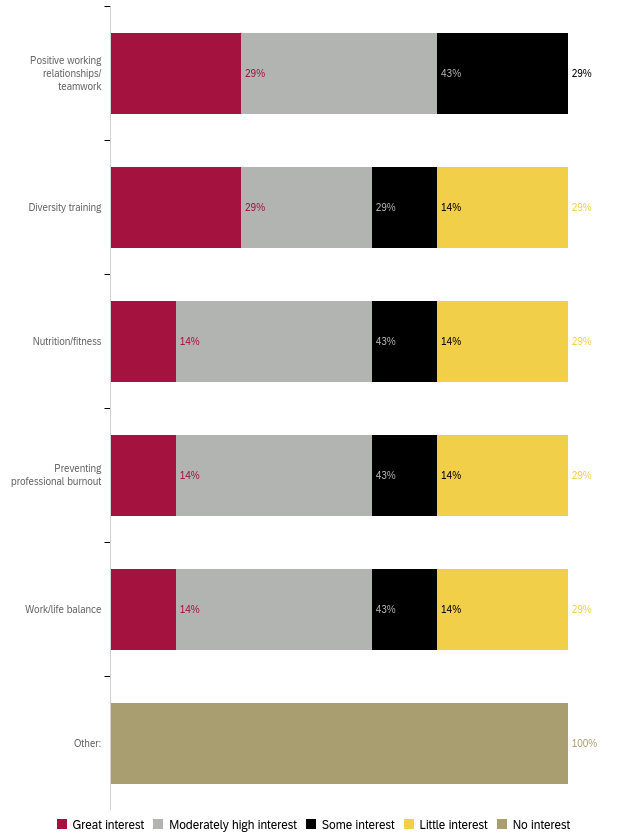 Positive working
relationships/
teamwork
29%
43%
29%
Diversity training
29%
29%
14%
29%
Nutrition/fitness
14%
43%
14%
29%
Preventing
professional burnout
14%
43%
14%
29%
Work/life balance
14%
43%
14%
29%
Other:
100%
Great interest
Moderately high interest
Some interest
Little interest
No interest